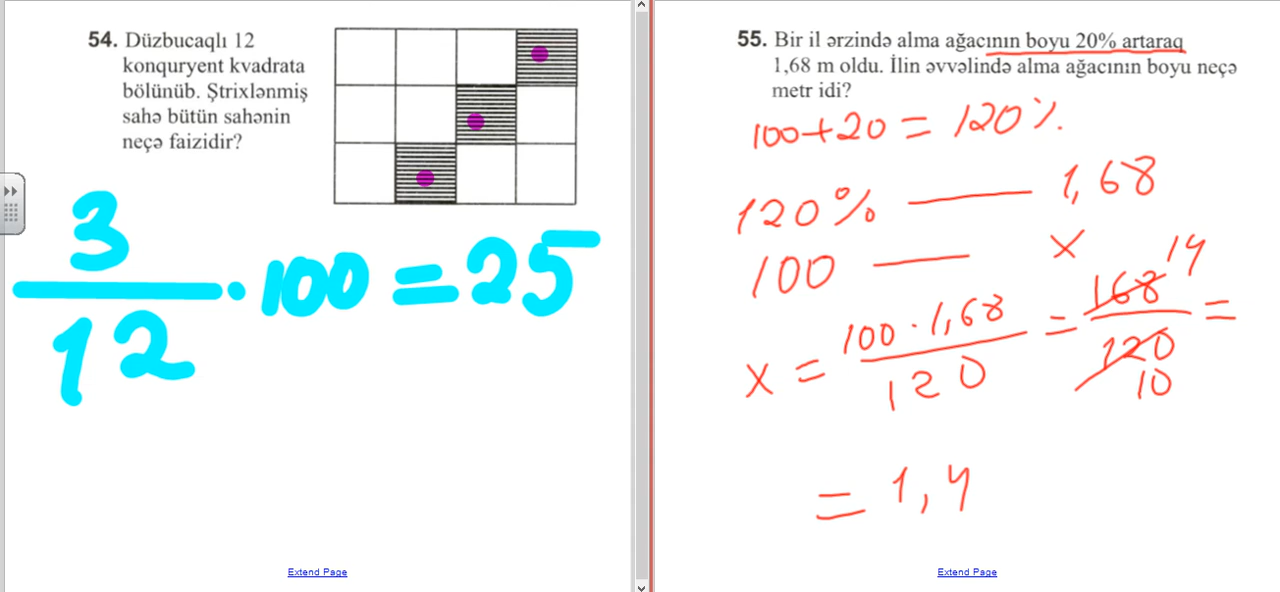 54. Düzbucaqlı 12
konquryent kvadrata
bölünüb. Ştrixlənmiş
sahə bütün sahənin
neçə faizidir?
3
12
· 100 = 25
Extend Page
55. Bir il ərzində alma ağacının boyu 20% artaraq
1,68 m oldu. İlin əvvəlində alma ağacının boyu neçə
metr idi?
100+20 = 120%.
120% — 1,68
100 — x
x = 100 · 1,68 / 120 = 168 14 / 120 10 =
= 1,4
Extend Page